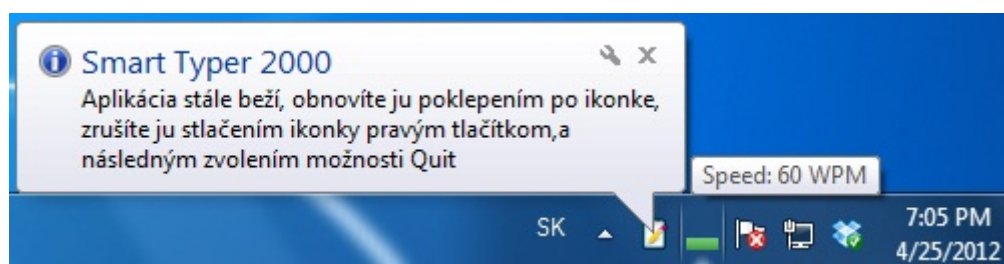 Smart Typer 2000
Aplikácia stále beží, obnovíte ju poklepením po ikonke,
zrušíte ju stlačením ikonky pravým tlačítkom,a
následným zvolením možnosti Quit
Speed: 60 WPM
SK
7:05 PM
4/25/2012